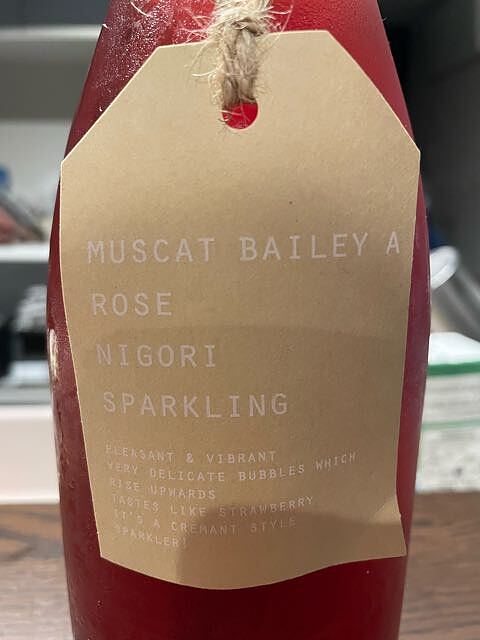 MUSCAT BAILEY A
ROSE
NIGORI
SPARKLING
PLEASANT & VIBRANT
VERY DELICATE BUBBLES WHICH
RISE UPWARDS
TASTES LIKE STRAWBERRY
IT'S A CREMANT STYLE
SPARKLER!